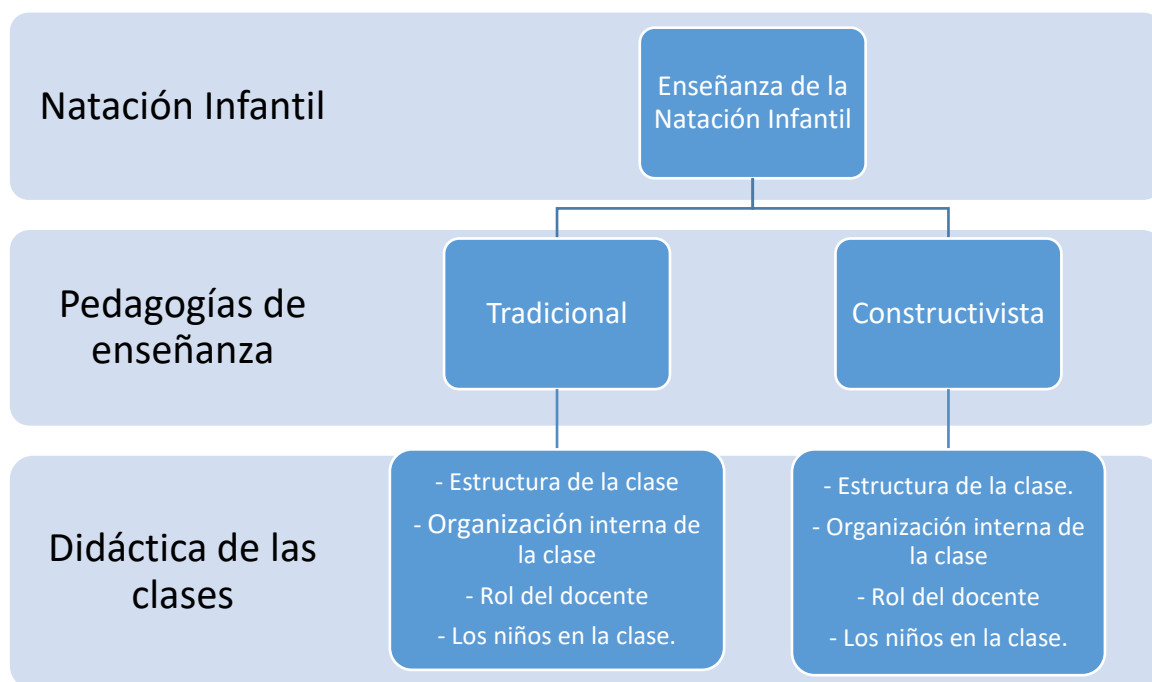 Natación Infantil
Enseñanza de la
Natación Infantil
Pedagogías de
enseñanza
Tradicional
Constructivista
Didáctica de las
clases
- Estructura de la clase
- Organización interna de
la clase
- Rol del docente
- Los niños en la clase.
- Estructura de la clase.
- Organización interna de
la clase
- Rol del docente
- Los niños en la clase.